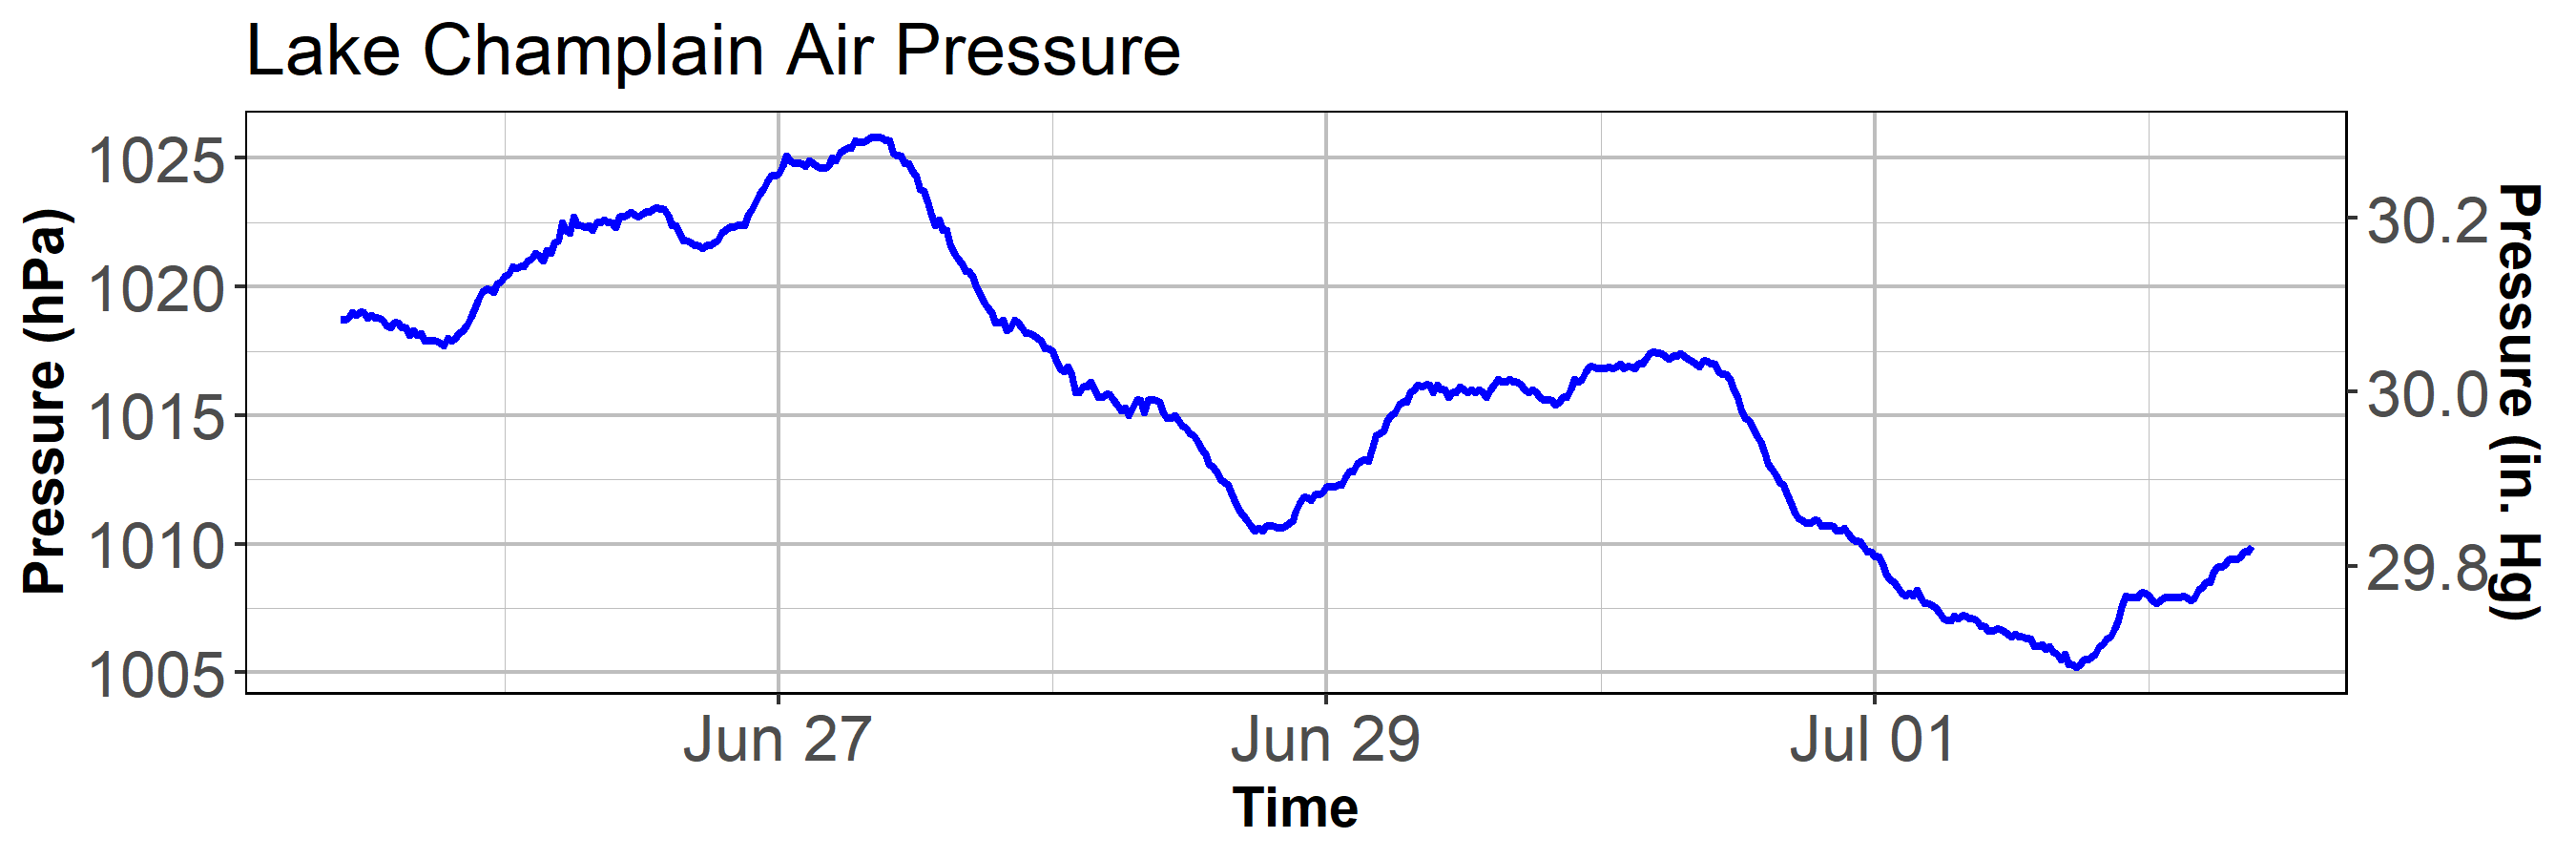 Lake Champlain Air Pressure
Pressure (hPa)
1025
1020
1015
1010
1005
30.2
30.0
29.8
Pressure (in. Hg)
Jun 27
Jun 29
Jul 01
Time